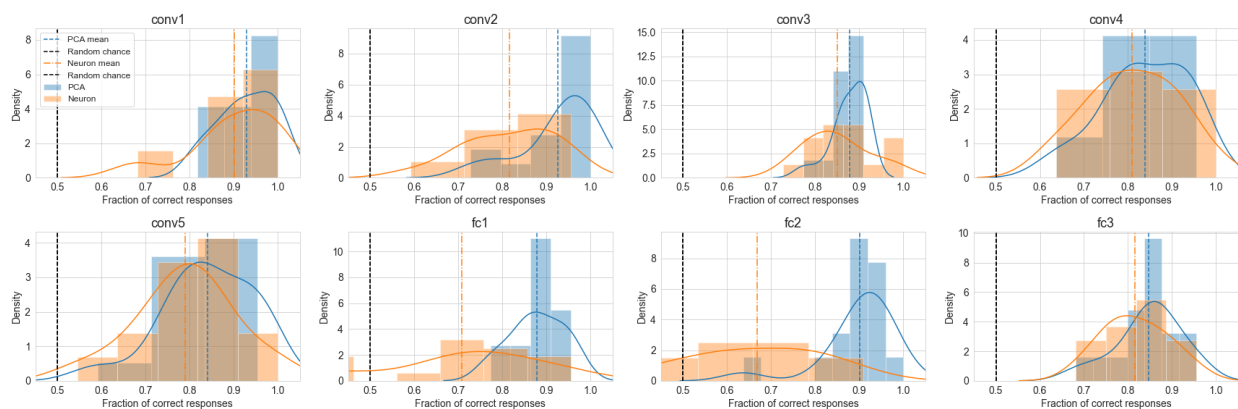 conv1
Density
8
6
4
2
0
PCA mean
Random chance
Neuron mean
Random chance
PCA
Neuron
0.5 0.6 0.7 0.8 0.9 1.0
Fraction of correct responses
conv2
Density
8
6
4
2
0
0.5 0.6 0.7 0.8 0.9 1.0
Fraction of correct responses
conv3
Density
15.0
12.5
10.0
7.5
5.0
2.5
0.0
0.5 0.6 0.7 0.8 0.9 1.0
Fraction of correct responses
conv4
Density
4
3
2
1
0
0.5 0.6 0.7 0.8 0.9 1.0
Fraction of correct responses
conv5
Density
4
3
2
1
0
0.5 0.6 0.7 0.8 0.9 1.0
Fraction of correct responses
fc1
Density
10
8
6
4
2
0
0.5 0.6 0.7 0.8 0.9 1.0
Fraction of correct responses
fc2
Density
8
6
4
2
0
0.5 0.6 0.7 0.8 0.9 1.0
Fraction of correct responses
fc3
Density
10
8
6
4
2
0
0.5 0.6 0.7 0.8 0.9 1.0
Fraction of correct responses